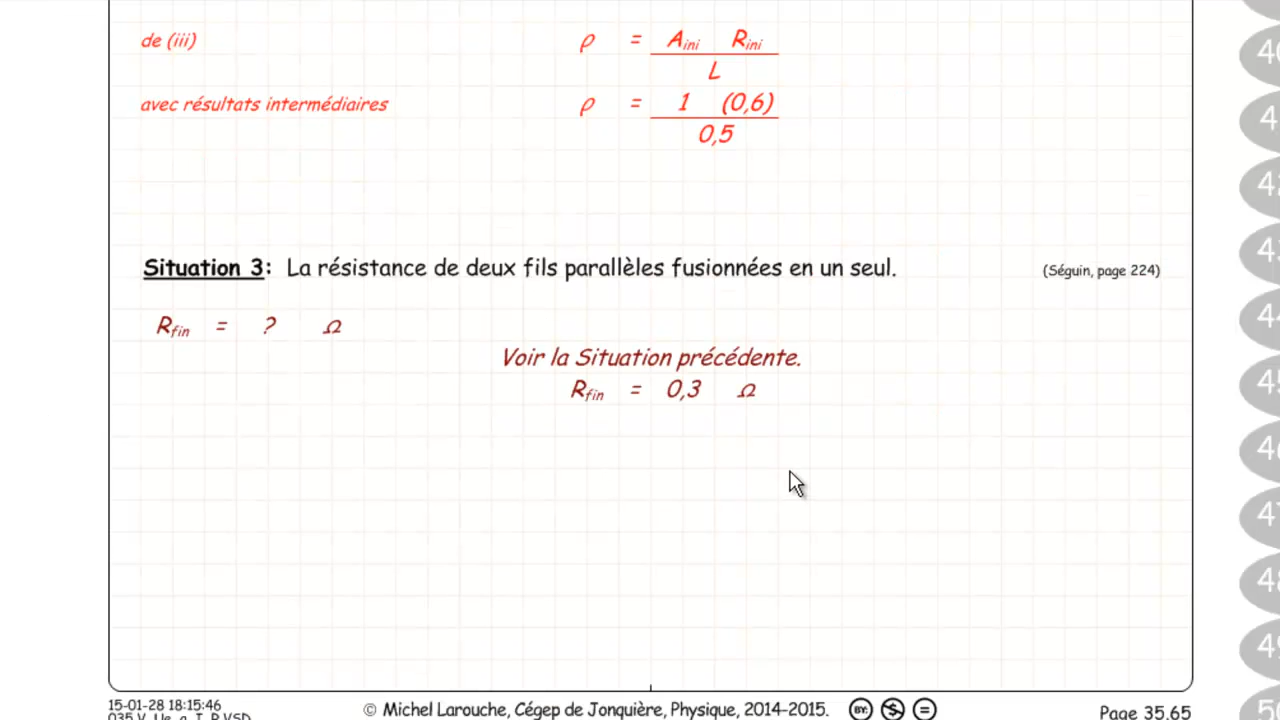 de (iii) ρ = A_ini R_ini
L
avec résultats intermédiaires ρ = 1 (0,6)
0,5
Situation 3: La résistance de deux fils parallèles fusionnées en un seul. (Séguin, page 224)
R_fin = ? Ω
Voir la Situation précédente.
R_fin = 0,3 Ω
15-01-28 18:15:46
© Michel Larouche, Cégep de Jonquière, Physique, 2014-2015. BY: $ =
Page 35.65